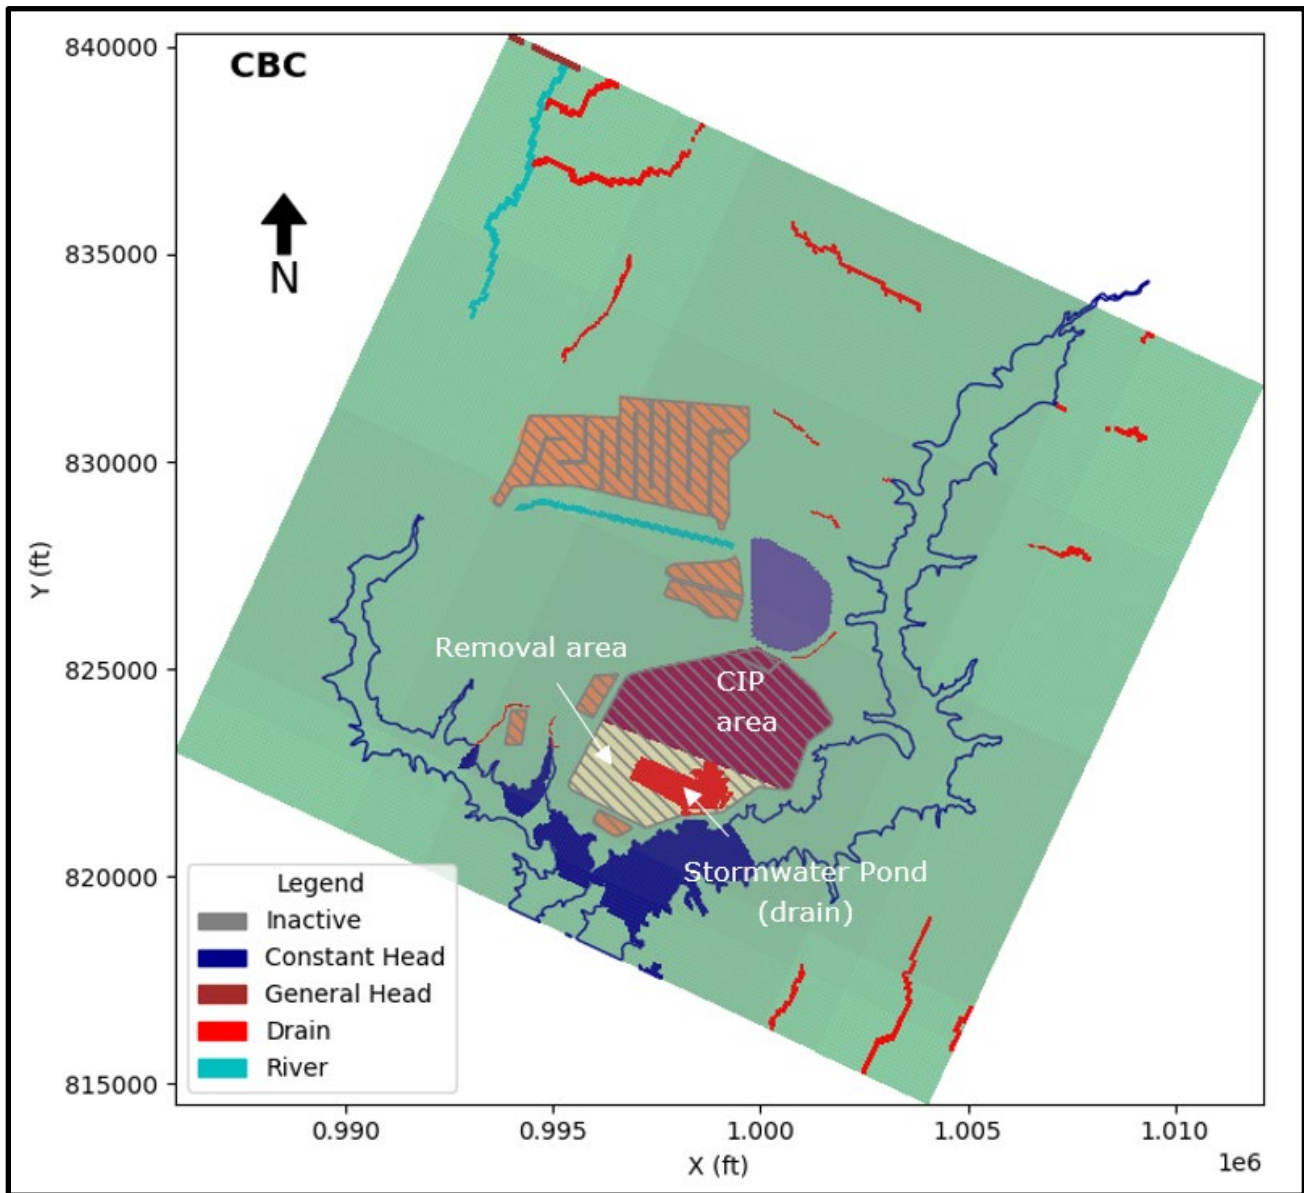 CBC
N
840000
835000
830000
825000
820000
815000
Y (ft)
Removal area
CIP
area
Stormwater Pond
(drain)
Legend
Inactive
Constant Head
General Head
Drain
River
0.990
0.995
1.000
1.005
1.010
1e6
X (ft)